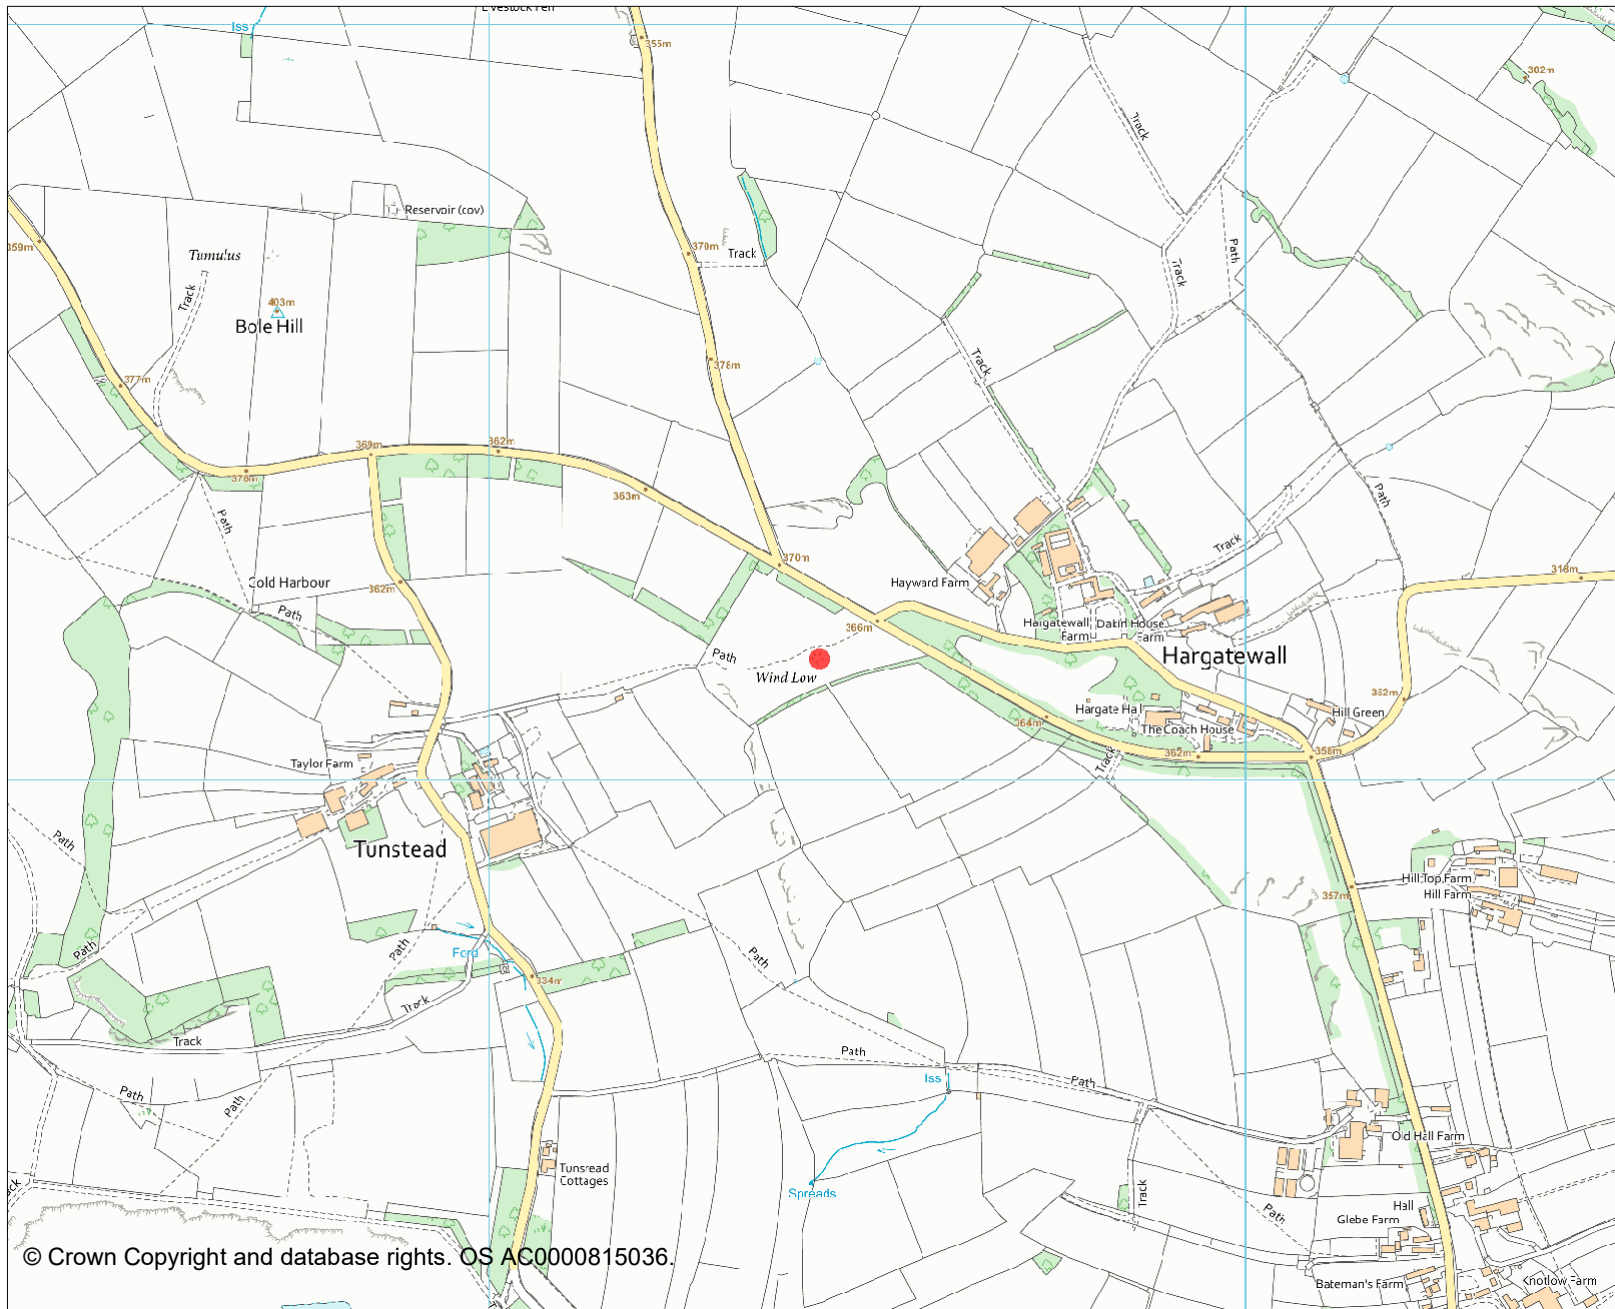 Iss
355m
302m
Track
Reservoir (cov)
359m
Tumulus
370m
Track
Path
Track
Track
403m
Bole Hill
377m
378m
Track
369m
362m
378m
363m
Path
Path
Track
370m
318m
Cold Harbour
362m
Path
Hayward Farm
366m
Hargatewall
Farm
Dakin House
Farm
Hargatewall
Path
Wind Low
352m
Hill Green
Hargate Hall
364m
The Coach House
362m
358m
Track
Taylor Farm
Path
Tunstead
Hill Top Farm
Hill Farm
357m
Path
Path
Ford
Path
334m
Track
Track
Path
Path
Iss
Path
Path
Path
Old Hall Farm
Tunstead
Cottages
Spreads
Track
Path
Hall
Glebe Farm
© Crown Copyright and database rights. OS AC0000815036.
Bateman's Farm
Knotlow Farm